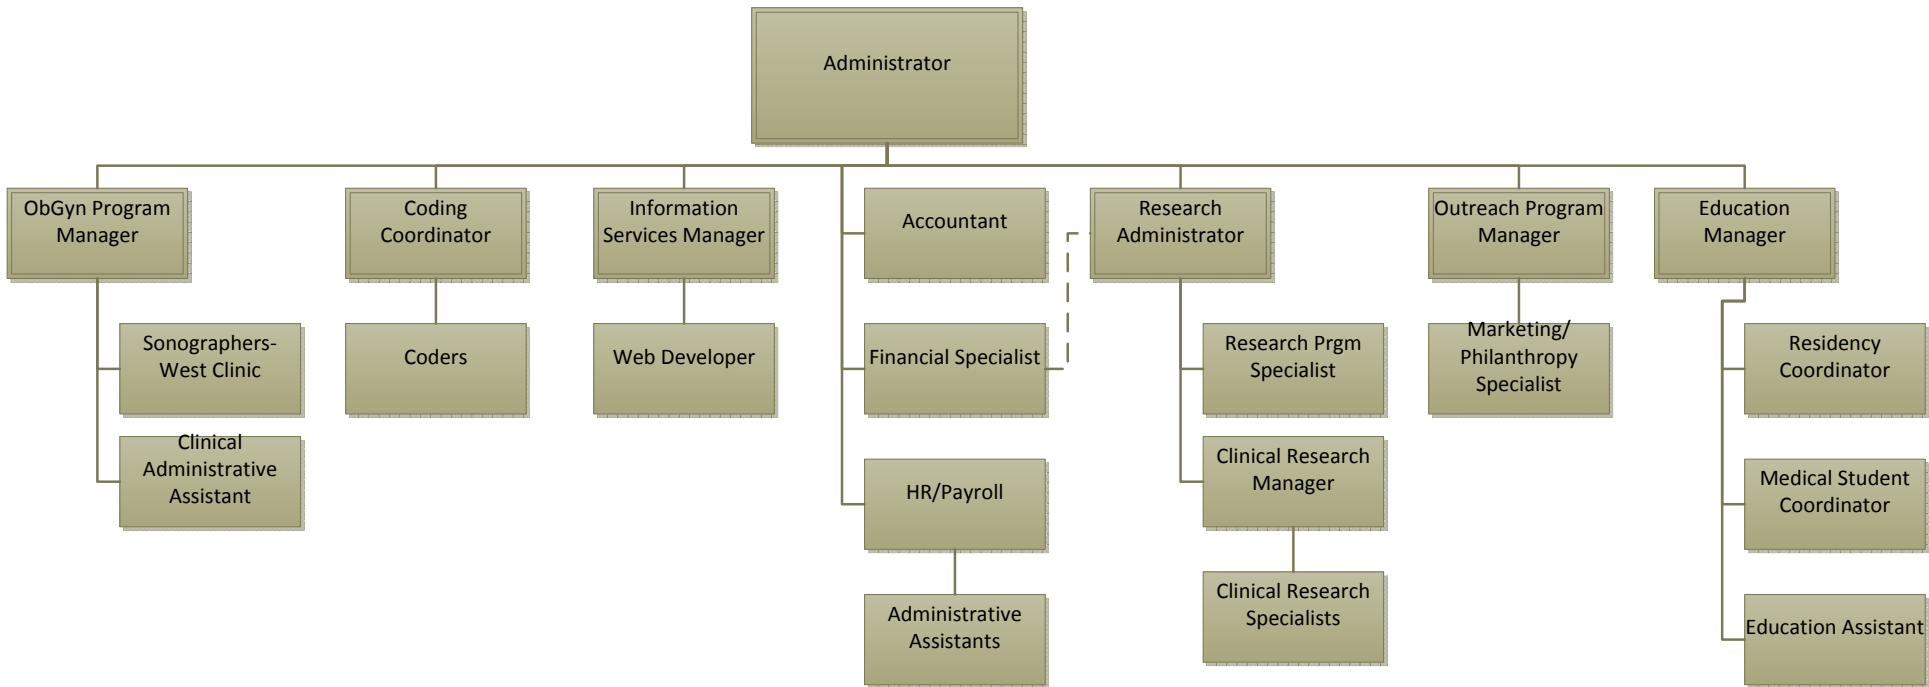 Administrator
ObGyn Program
Manager
Coding
Coordinator
Information
Services Manager
Accountant
Research
Administrator
Outreach Program
Manager
Education
Manager
Sonographers-
West Clinic
Coders
Web Developer
Financial Specialist
Research Prgm
Specialist
Marketing/
Philanthropy
Specialist
Residency
Coordinator
Clinical
Administrative
Assistant
HR/Payroll
Clinical Research
Manager
Medical Student
Coordinator
Administrative
Assistants
Clinical Research
Specialists
Education Assistant